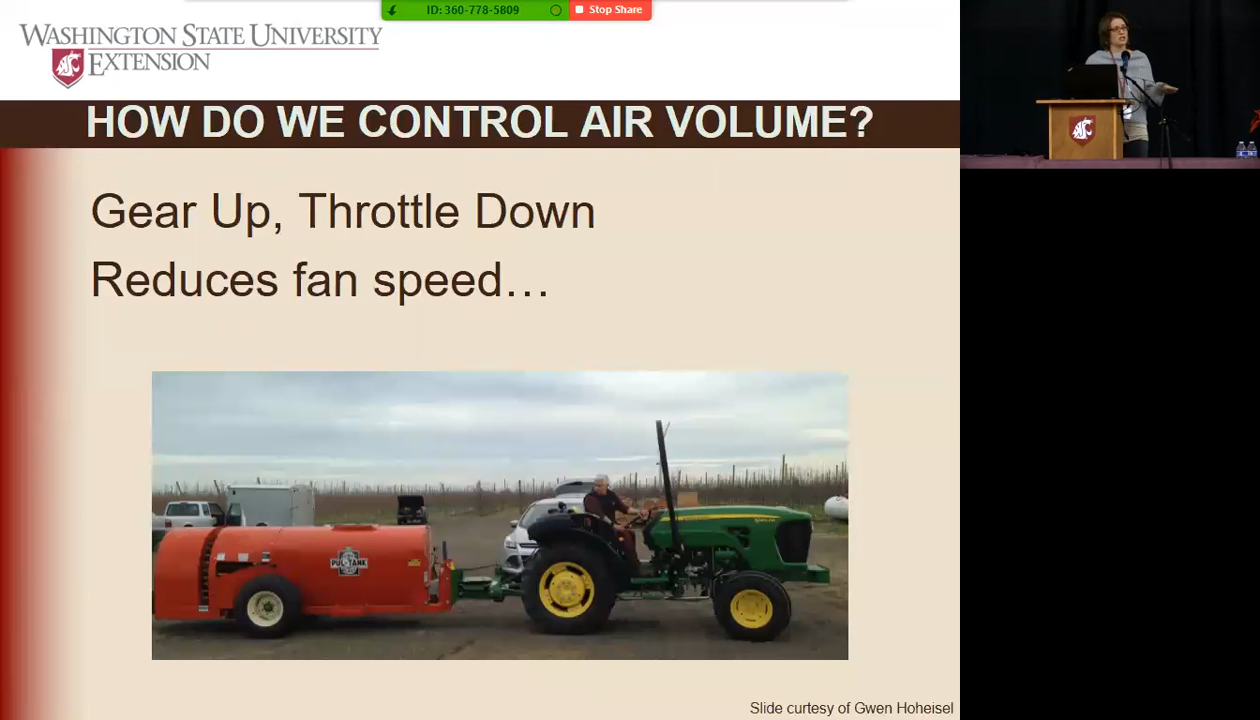 ID: 360-778-5809
Stop Share
WASHINGTON STATE UNIVERSITY
EXTENSION
HOW DO WE CONTROL AIR VOLUME?
Gear Up, Throttle Down
Reduces fan speed…
PUL-TANK
Slide curtesy of Gwen Hoheisel